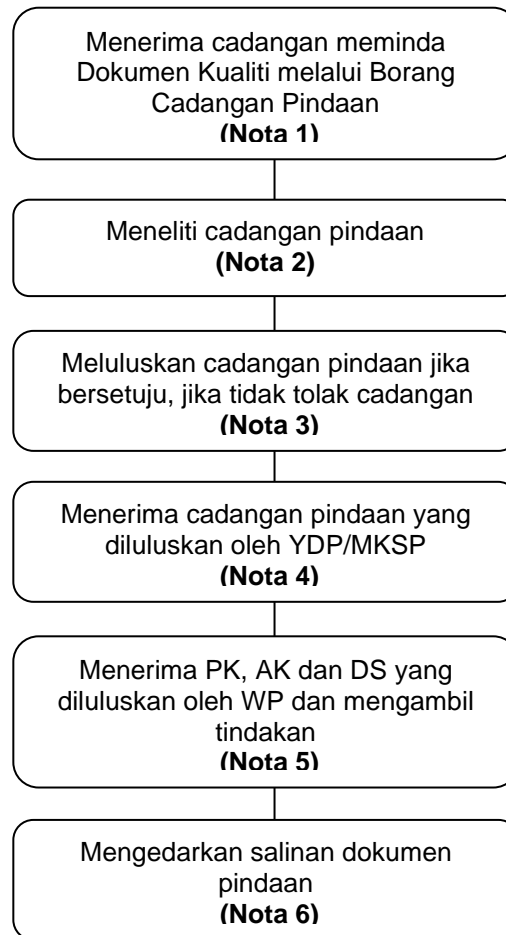 Menerima cadangan meminda
Dokumen Kualiti melalui Borang
Cadangan Pindaan
(Nota 1)
Meneliti cadangan pindaan
(Nota 2)
Meluluskan cadangan pindaan jika
bersetuju, jika tidak tolak cadangan
(Nota 3)
Menerima cadangan pindaan yang
diluluskan oleh YDP/MKSP
(Nota 4)
Menerima PK, AK dan DS yang
diluluskan oleh WP dan mengambil
tindakan
(Nota 5)
Mengedarkan salinan dokumen
pindaan
(Nota 6)